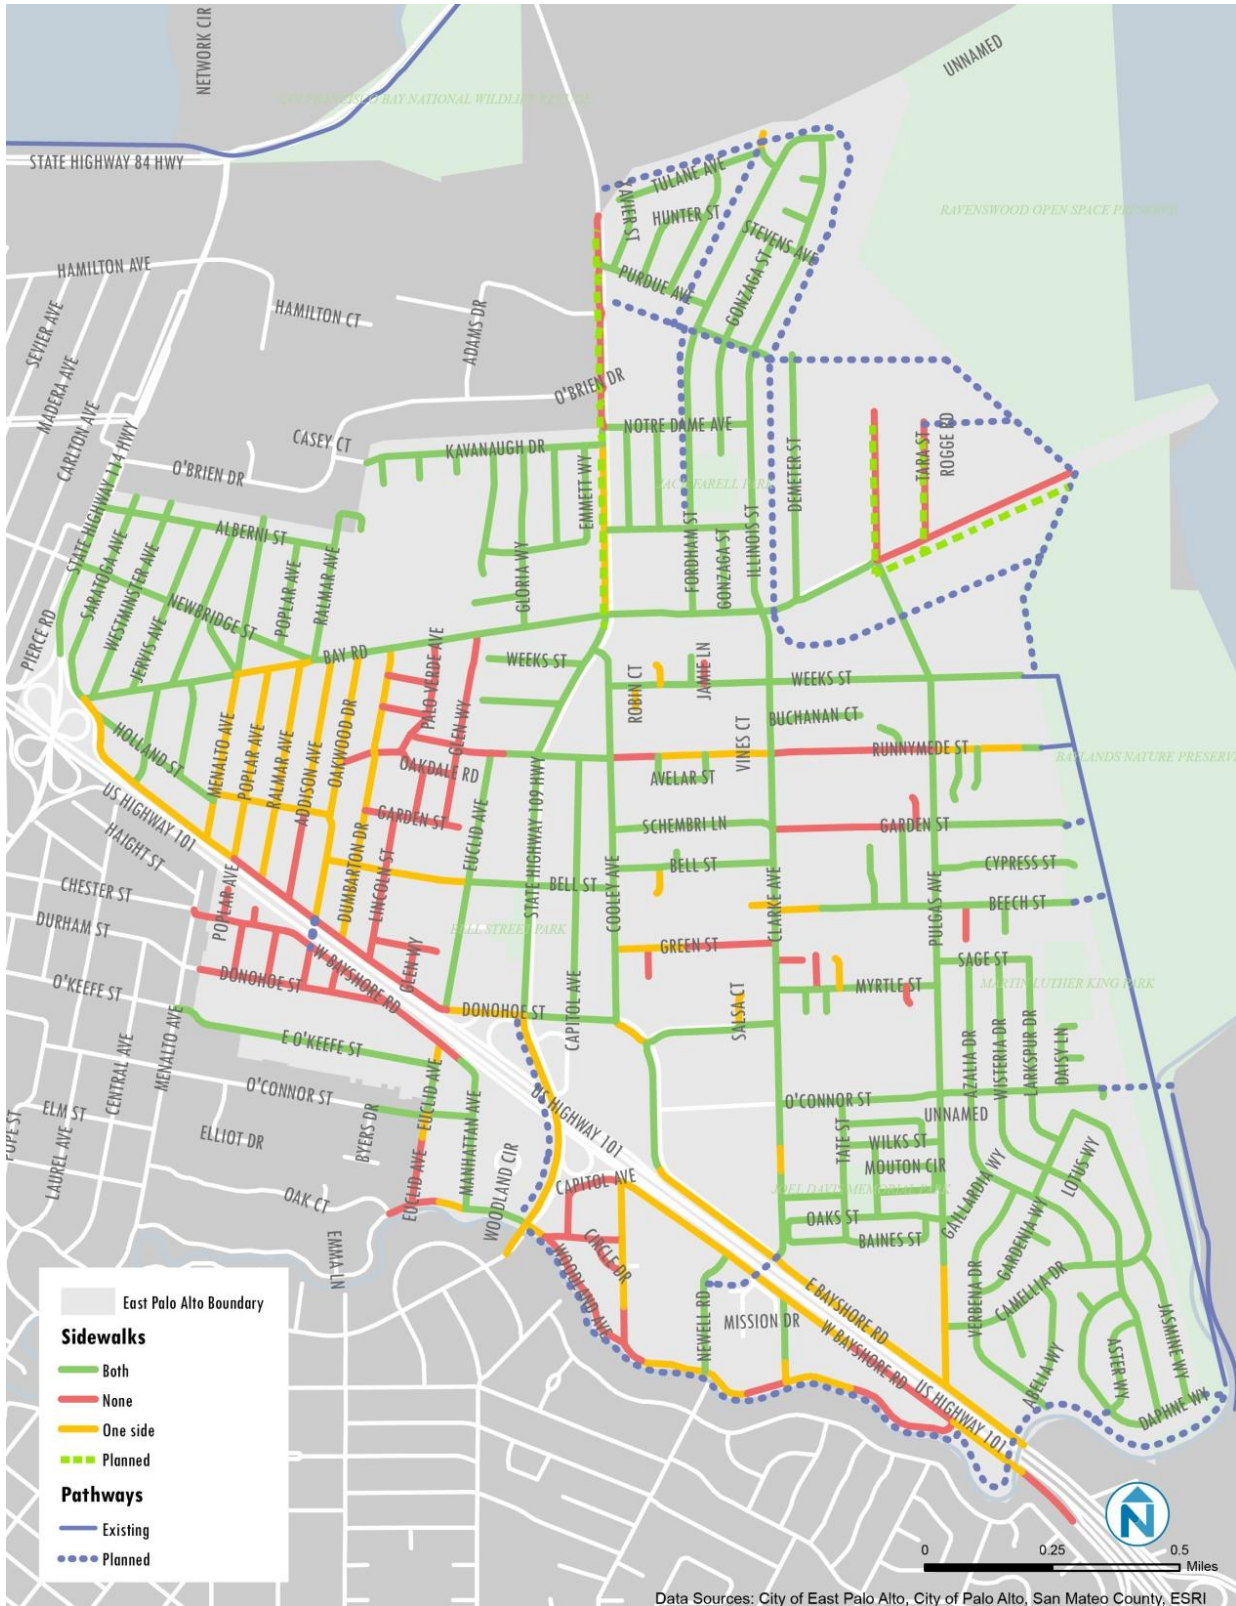 NETWORK CIR
UNNAMED
SAN FRANCISCO BAY NATIONAL WILDLIFE REFUGE
STATE HIGHWAY 84 HWY
TULANE AVE
XAVIER ST
HUNTER ST
RAVENSWOOD OPEN SPACE PRESERVE
STEVENS AVE
HAMILTON AVE
PURDUE AVE
GONZAGA ST
HAMILTON CT
ADAMS DR
SEVIER AVE
MADERA AVE
CARLTON AVE
O'BRIEN DR
NOTRE DAME AVE
CASEY CT
KAVANAUGH DR
STATE HIGHWAY 114 HWY
O'BRIEN DR
EMMETT WY
DEMETER ST
TARA ST
ROGGE RD
ALBERNI ST
SARATOGA AVE
WESTMINSTER AVE
JERVIS AVE
NEWBRIDGE ST
POPLAR AVE
RALMAR AVE
GLORIA WY
FORDHAM ST
GONZAGA ST
ILLINOIS ST
PIERCE RD
BAY RD
PALO VERDE AVE
GLEN WY
WEEKS ST
ROBIN CT
JAMIE LN
WEEKS ST
BUCHANAN CT
HOLLAND ST
MENALTO AVE
POPLAR AVE
RALMAR AVE
ADDISON AVE
OAKWOOD DR
OAKDALE RD
STATE HIGHWAY 109 HWY
VINES CT
RUNNYMEDE ST
BAYLANDS NATURE PRESERVE
AVELAR ST
US HIGHWAY 101
HAIGHT ST
GARDEN ST
EUCLID AVE
SCHEMBRI LN
GARDEN ST
CHESTER ST
DUMBARTON DR
LINCOLN ST
BELL ST
COOLEY AVE
BELL ST
CYPRESS ST
DURHAM ST
POPLAR AVE
BELL STREET PARK
CLARKE AVE
PULGAS AVE
BEECH ST
GREEN ST
SAGE ST
O'KEEFE ST
DONOHOE ST
W BAYSHORE RD
GLEN WY
MYRTLE ST
MARTIN LUTHER KING PARK
DONOHOE ST
CAPITOL AVE
SALSA CT
E O'KEEFE ST
CENTRAL AVE
MENALTO AVE
AZALIA DR
WISTERIA DR
LARKSPUR DR
DAISY LN
O'CONNOR ST
O'CONNOR ST
UNNAMED
POPE ST
ELM ST
LAUREL AVE
ELLIOT DR
BYERS DR
EUCLID AVE
MANHATTAN AVE
US HIGHWAY 101
TATE ST
WILKS ST
MOUTON CIR
WOODLAND CIR
CAPITOL AVE
JOEL DAVIS MEMORIAL PARK
LOTUS WY
OAK CT
EUCLID AVE
OAKS ST
BAINES ST
GAILLARDIA WY
GARDENIA WY
EMMA LN
CIRCLE DR
WOODLAND AVE
VERBENA DR
CAMELLIA DR
NEWELL RD
MISSION DR
E BAYSHORE RD
W BAYSHORE RD
US HIGHWAY 101
ABELIA WY
ASTER WY
JASMINE WY
DAPHNE WY
East Palo Alto Boundary
Sidewalks
Both
None
One side
Planned
Pathways
Existing
Planned
N
0 0.25 0.5
Miles
Data Sources: City of East Palo Alto, City of Palo Alto, San Mateo County, ESRI